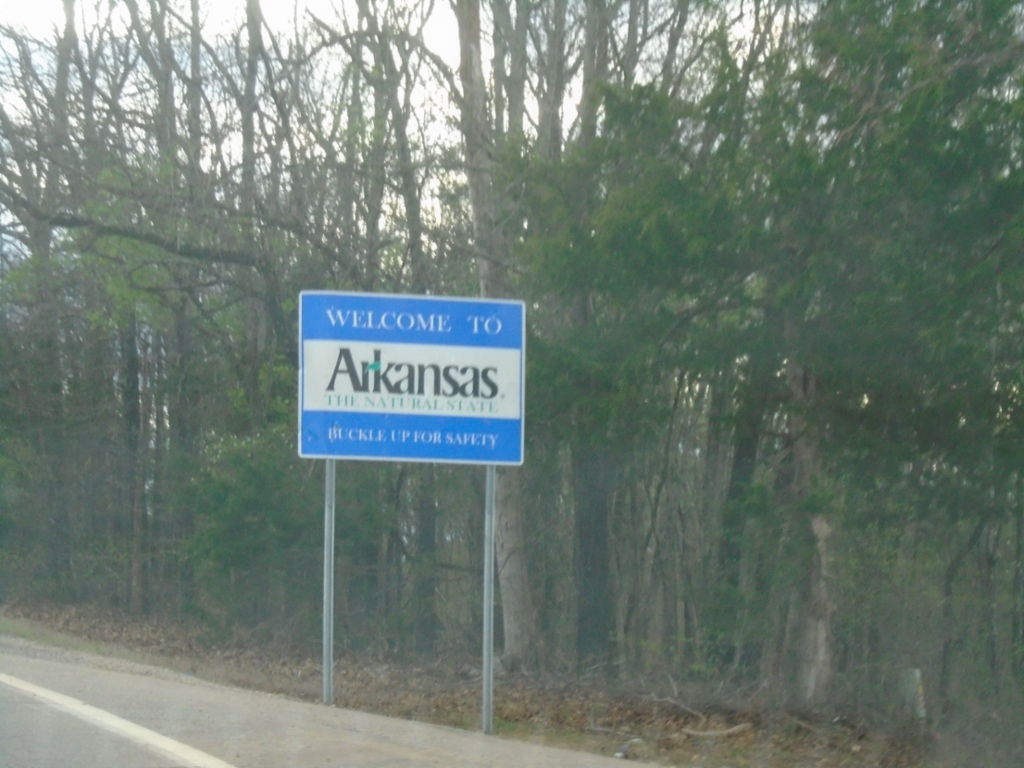 WELCOME TO
Arkansas
THE NATURAL STATE
BUCKLE UP FOR SAFETY